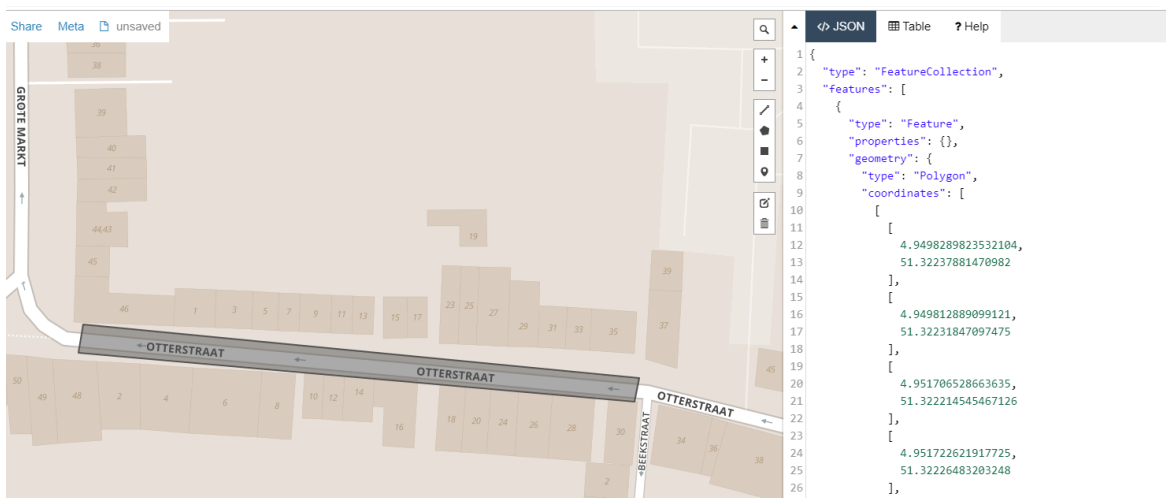 Share Meta unsaved
</> JSON Table ? Help
1 {
2 "type": "FeatureCollection",
3 "features": [
4 {
5 "type": "Feature",
6 "properties": {},
7 "geometry": {
8 "type": "Polygon",
9 "coordinates": [
10 [
11 [
12 4.9498289823532104,
13 51.32237881470982
14 ],
15 [
16 4.949812889099121,
17 51.32231847097475
18 ],
19 [
20 4.951706528663635,
21 51.322214545467126
22 ],
23 [
24 4.951722621917725,
25 51.32226483203248
26 ],
+
−
36
38
GROTE MARKT
39
40
41
42
44,43
45
46
19
1 3 5 7 9 11 13 15 17
23 25 27 29 31 33 35
39
37
45
OTTERSTRAAT
OTTERSTRAAT
OTTERSTRAAT
50 49 48 2 4 6 8 10 12 14 16 18 20 24 26 28 30 34 36 38
BEEKSTRAAT
2